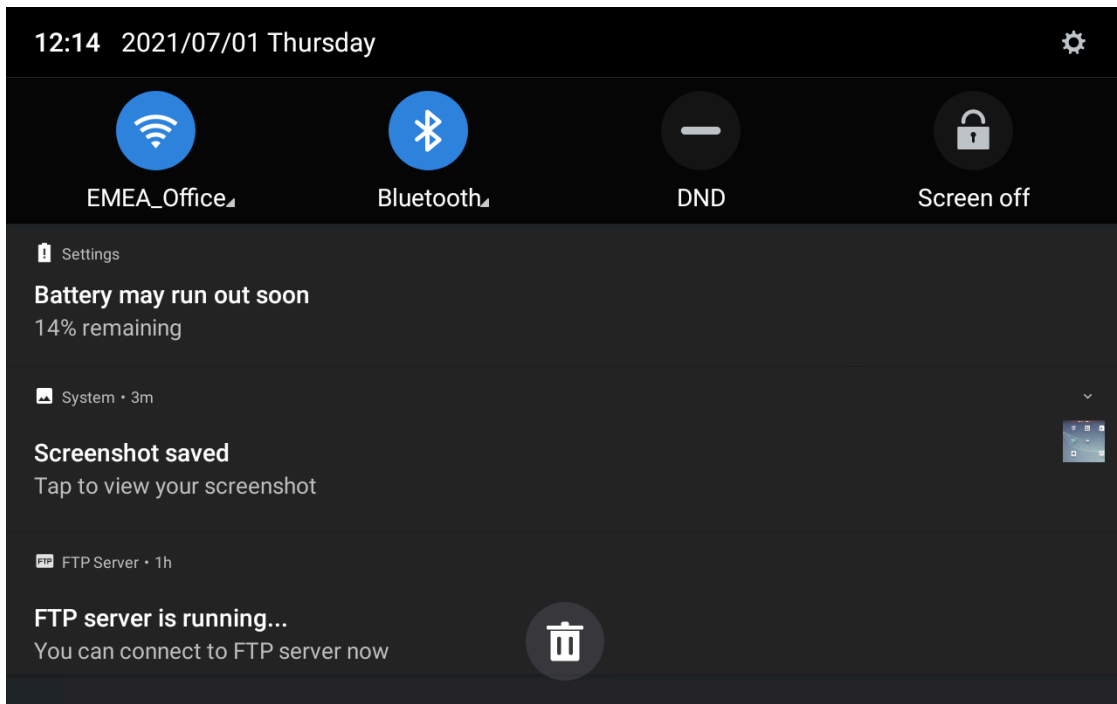 12:14 2021/07/01 Thursday
EMEA_Office Bluetooth DND Screen off
Settings
Battery may run out soon
14% remaining
System • 3m
Screenshot saved
Tap to view your screenshot
FTP FTP Server • 1h
FTP server is running...
You can connect to FTP server now